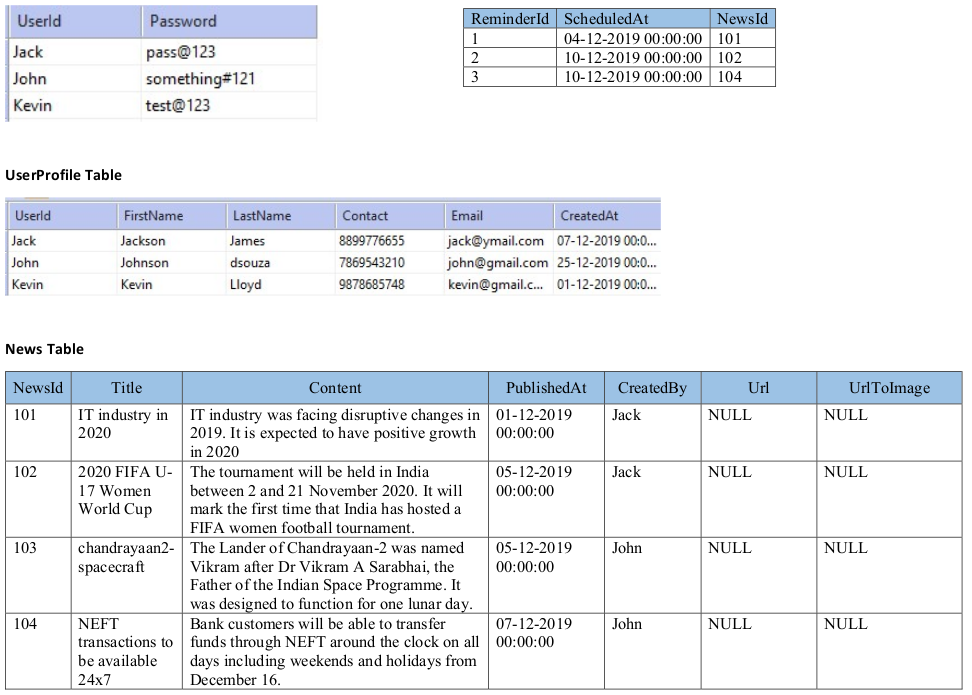 UserId Password
Jack pass@123
John something#121
Kevin test@123
ReminderId ScheduledAt NewsId
1 04-12-2019 00:00:00 101
2 10-12-2019 00:00:00 102
3 10-12-2019 00:00:00 104
UserProfile Table
UserId FirstName LastName Contact Email CreatedAt
Jack Jackson James 8899776655 jack@ymail.com 07-12-2019 00:0...
John Johnson dsouza 7869543210 john@gmail.com 25-12-2019 00:0...
Kevin Kevin Lloyd 9878685748 kevin@gmail.c... 01-12-2019 00:0...
News Table
NewsId Title Content PublishedAt CreatedBy Url UrlToImage
101 IT industry in IT industry was facing disruptive changes in 01-12-2019 Jack NULL NULL
2020 2019. It is expected to have positive growth 00:00:00
in 2020
102 2020 FIFA U- The tournament will be held in India 05-12-2019 Jack NULL NULL
17 Women between 2 and 21 November 2020. It will 00:00:00
World Cup mark the first time that India has hosted a
FIFA women football tournament.
103 chandrayaan2- The Lander of Chandrayaan-2 was named 05-12-2019 John NULL NULL
spacecraft Vikram after Dr Vikram A Sarabhai, the 00:00:00
Father of the Indian Space Programme. It
was designed to function for one lunar day.
104 NEFT Bank customers will be able to transfer 07-12-2019 John NULL NULL
transactions to funds through NEFT around the clock on all 00:00:00
be available days including weekends and holidays from
24x7 December 16.